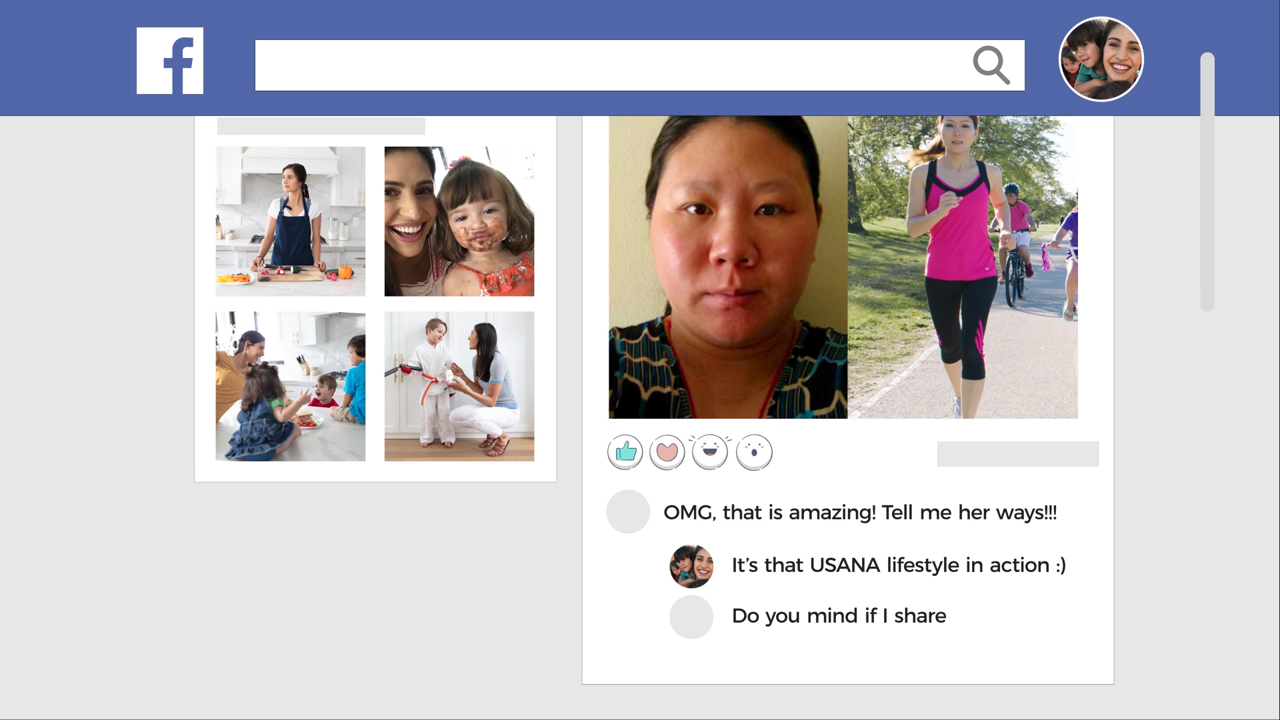 f
OMG, that is amazing! Tell me her ways!!!
It's that USANA lifestyle in action :)
Do you mind if I share